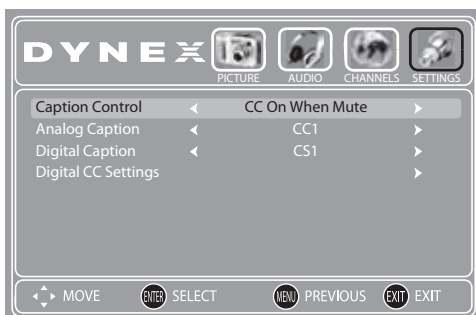 DYNEX
PICTURE AUDIO CHANNELS SETTINGS
Caption Control CC On When Mute
Analog Caption CC1
Digital Caption CS1
Digital CC Settings
MOVE ENTER SELECT MENU PREVIOUS EXIT EXIT